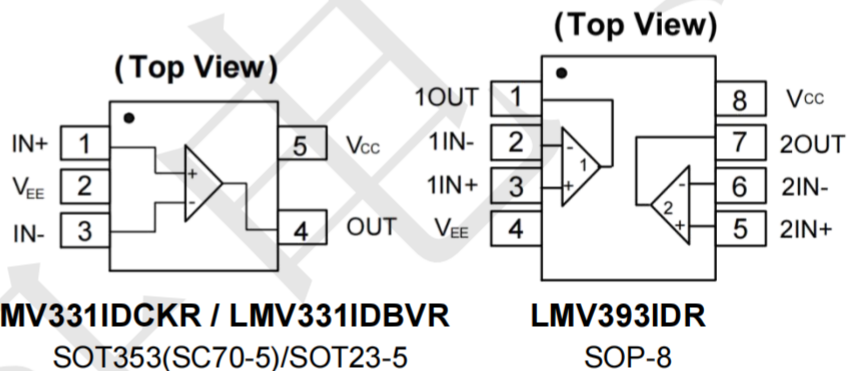 (Top View)
IN+ 1
VEE 2
IN- 3
5 Vcc
4 OUT
+
-
MV331IDCKR / LMV331IDBVR
SOT353(SC70-5)/SOT23-5
(Top View)
1OUT 1
1IN- 2
1IN+ 3
VEE 4
8 Vcc
7 2OUT
6 2IN-
5 2IN+
-
1
+
-
2
+
LMV393IDR
SOP-8